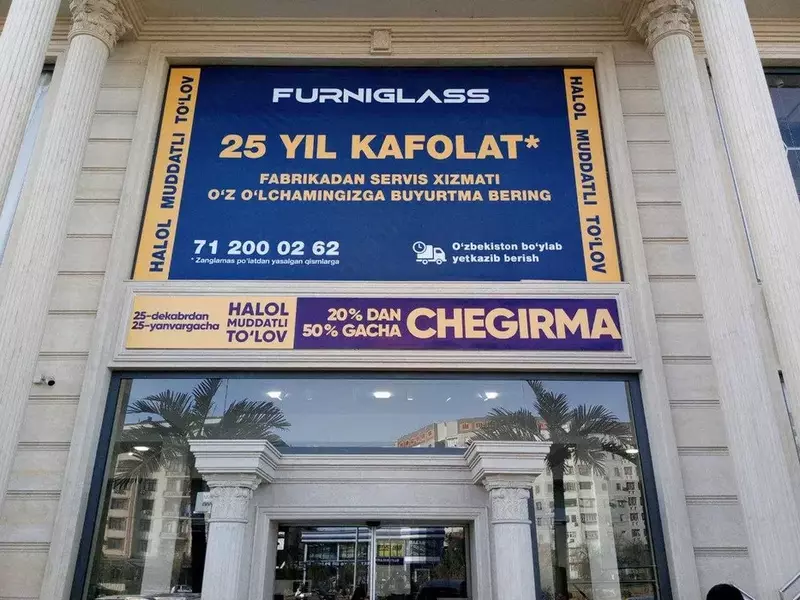 FURNIGLASS
HALOL MUDDATLI TO'LOV
25 YIL KAFOLAT*
FABRIKADAN SERVIS XIZMATI
O'Z O'LCHAMINGIZGA BUYURTMA BERING
71 200 02 62
* Zanglamas po'latdan yasalgan qismlarga
O'zbekiston bo'ylab
yetkazib berish
HALOL MUDDATLI TO'LOV
25-dekabrdan
25-yanvargacha
HALOL
MUDDATLI
TO'LOV
20% DAN
50% GACHA
CHEGIRMA